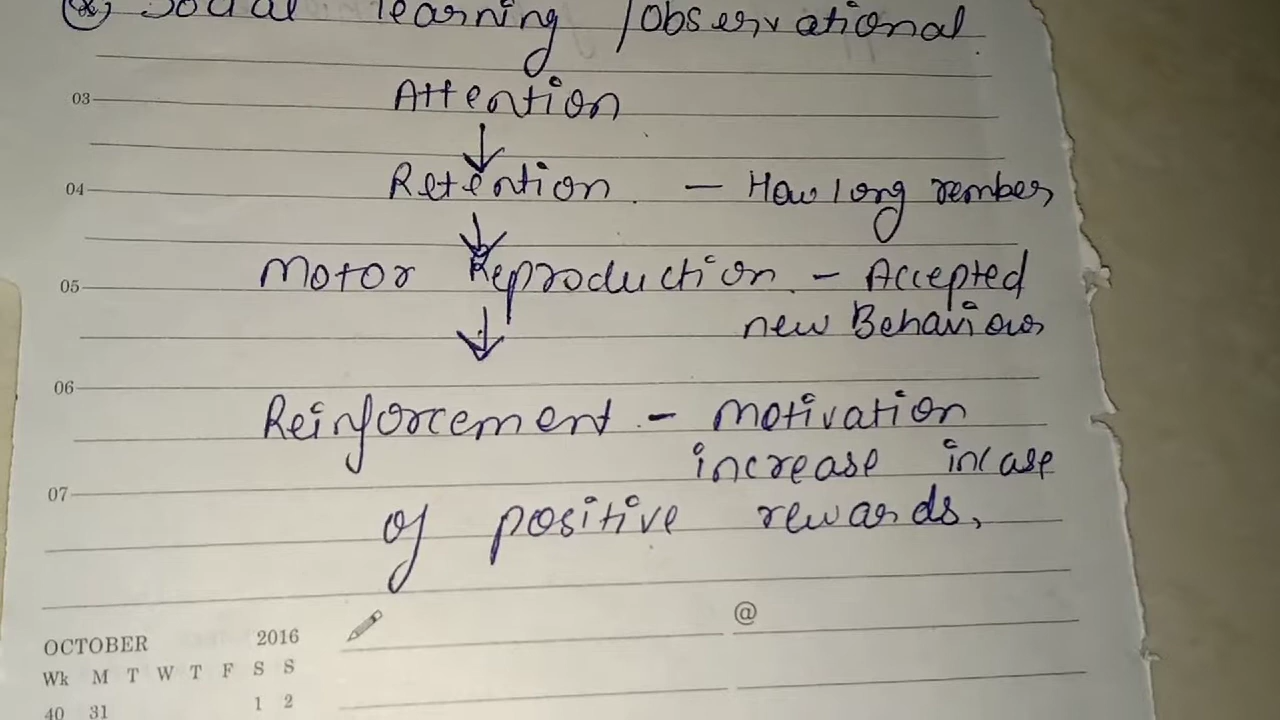 Social learning /Observational
03
Attention
04
Retention. - How long rember
05
Motor Reproduction. - Accepted
new Behaviour
06
Reinforcement - motivation
increase incase
07
of positive rewards,
OCTOBER 2016
@
Wk M T W T F S S
40 31 1 2